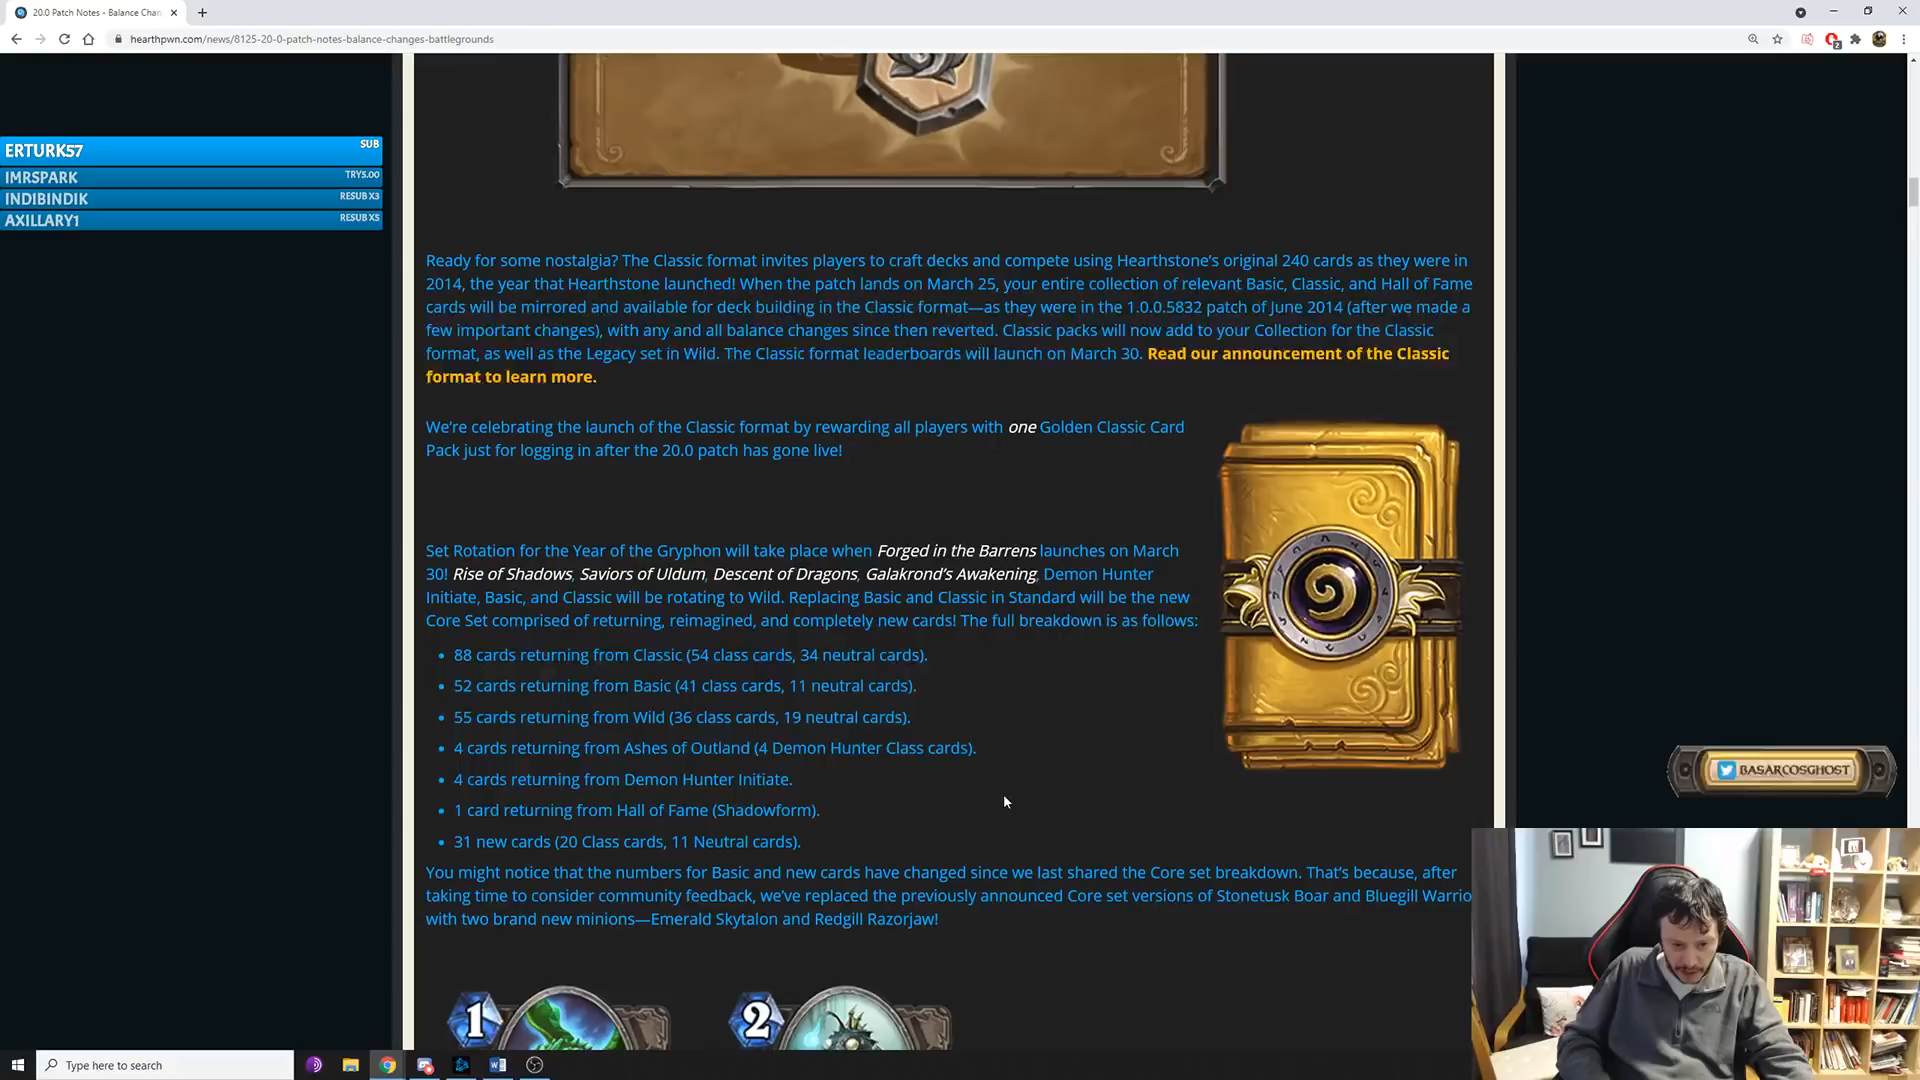 20.0 Patch Notes - Balance Chan
hearthpwn.com/news/8125-20-0-patch-notes-balance-changes-battlegrounds
2
ERTURK57 SUB
IMRSPARK TRY5.00
INDIBINDIK RESUB X3
AXILLARY1 RESUB X5
Ready for some nostalgia? The Classic format invites players to craft decks and compete using Hearthstone's original 240 cards as they were in
2014, the year that Hearthstone launched! When the patch lands on March 25, your entire collection of relevant Basic, Classic, and Hall of Fame
cards will be mirrored and available for deck building in the Classic format—as they were in the 1.0.0.5832 patch of June 2014 (after we made a
few important changes), with any and all balance changes since then reverted. Classic packs will now add to your Collection for the Classic
format, as well as the Legacy set in Wild. The Classic format leaderboards will launch on March 30. Read our announcement of the Classic
format to learn more.
We're celebrating the launch of the Classic format by rewarding all players with one Golden Classic Card
Pack just for logging in after the 20.0 patch has gone live!
Set Rotation for the Year of the Gryphon will take place when Forged in the Barrens launches on March
30! Rise of Shadows, Saviors of Uldum, Descent of Dragons, Galakrond's Awakening, Demon Hunter
Initiate, Basic, and Classic will be rotating to Wild. Replacing Basic and Classic in Standard will be the new
Core Set comprised of returning, reimagined, and completely new cards! The full breakdown is as follows:
• 88 cards returning from Classic (54 class cards, 34 neutral cards).
• 52 cards returning from Basic (41 class cards, 11 neutral cards).
• 55 cards returning from Wild (36 class cards, 19 neutral cards).
• 4 cards returning from Ashes of Outland (4 Demon Hunter Class cards).
• 4 cards returning from Demon Hunter Initiate.
• 1 card returning from Hall of Fame (Shadowform).
• 31 new cards (20 Class cards, 11 Neutral cards).
You might notice that the numbers for Basic and new cards have changed since we last shared the Core set breakdown. That's because, after
taking time to consider community feedback, we've replaced the previously announced Core set versions of Stonetusk Boar and Bluegill Warrio
with two brand new minions—Emerald Skytalon and Redgill Razorjaw!
BASARCOSGHOST
1 2
Type here to search